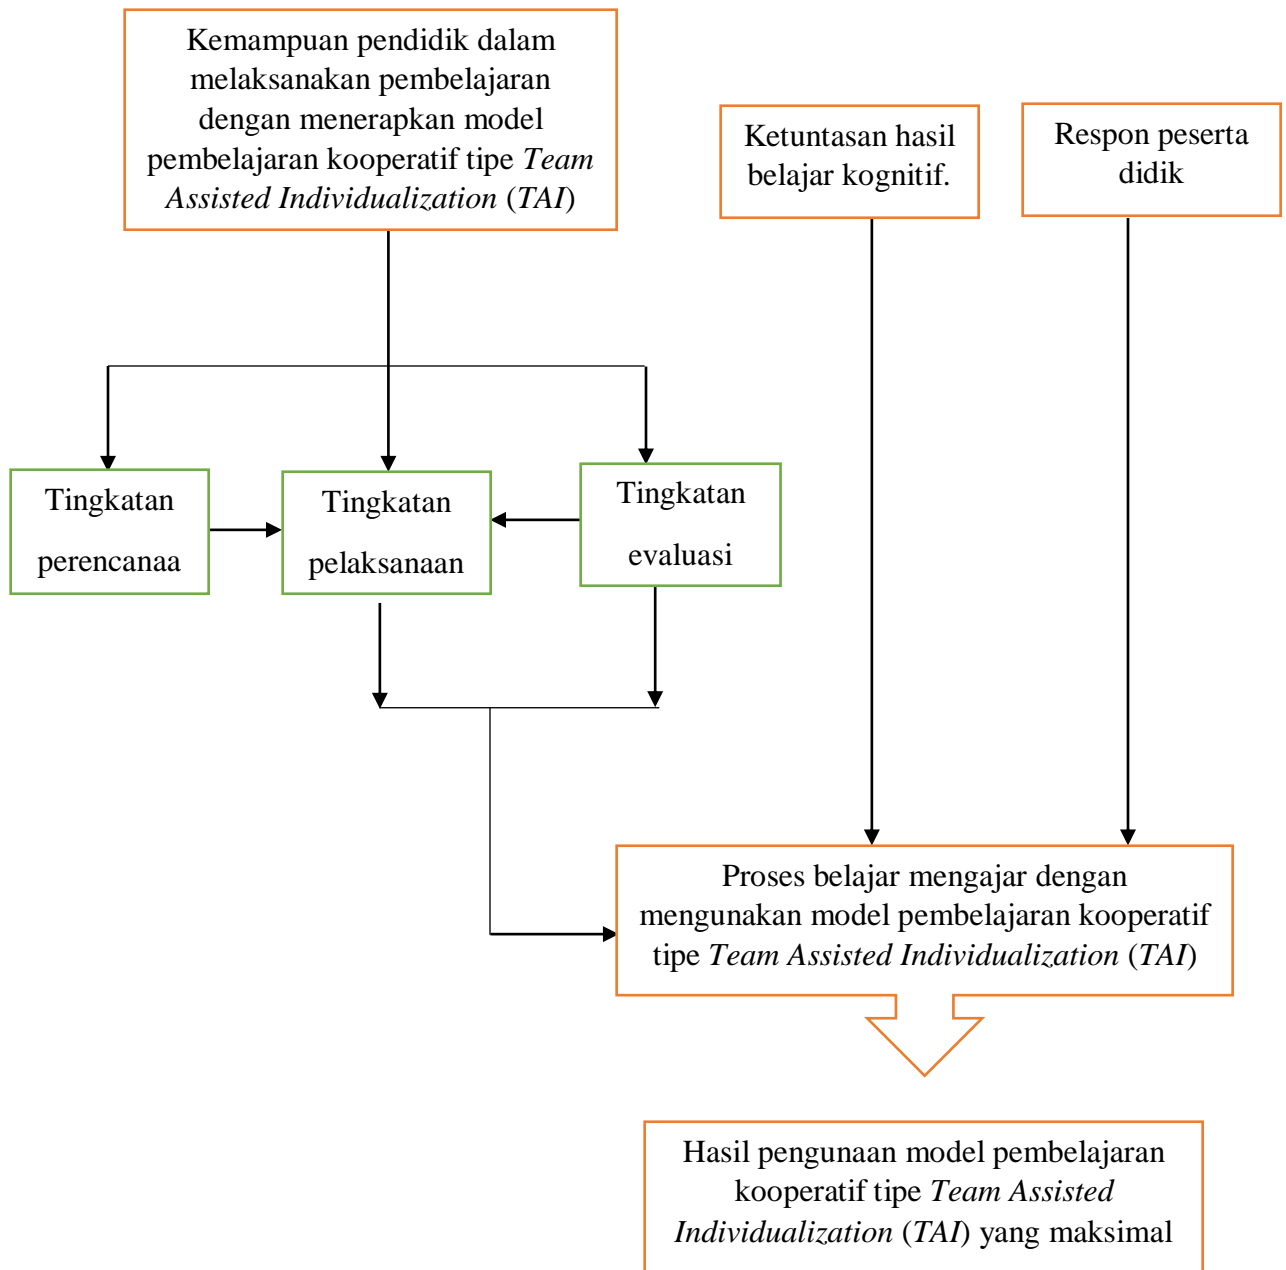 Kemampuan pendidik dalam
melaksanakan pembelajaran
dengan menerapkan model
pembelajaran kooperatif tipe Team
Assisted Individualization (TAI)
Ketuntasan hasil
belajar kognitif.
Respon peserta
didik
Tingkatan
perencanaa
Tingkatan
pelaksanaan
Tingkatan
evaluasi
Proses belajar mengajar dengan
mengunakan model pembelajaran kooperatif
tipe Team Assisted Individualization (TAI)
Hasil pengunaan model pembelajaran
kooperatif tipe Team Assisted
Individualization (TAI) yang maksimal